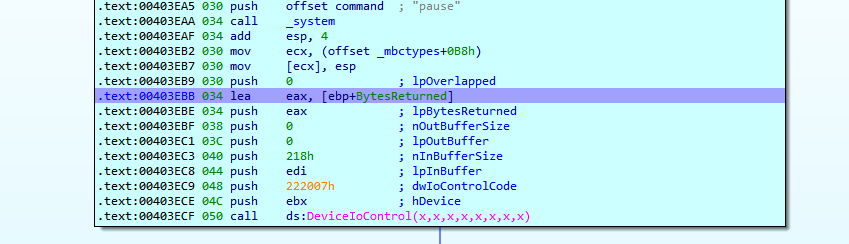 .text:00403EA5 030 push    offset command  ; "pause"
.text:00403EAA 034 call    _system
.text:00403EAF 034 add     esp, 4
.text:00403EB2 030 mov     ecx, (offset _mbctypes+0B8h)
.text:00403EB7 030 mov     [ecx], esp
.text:00403EB9 030 push    0               ; lpOverlapped
.text:00403EBB 034 lea     eax, [ebp+BytesReturned]
.text:00403EBE 034 push    eax             ; lpBytesReturned
.text:00403EBF 038 push    0               ; nOutBufferSize
.text:00403EC1 03C push    0               ; lpOutBuffer
.text:00403EC3 040 push    218h            ; nInBufferSize
.text:00403EC8 044 push    edi             ; lpInBuffer
.text:00403EC9 048 push    222007h         ; dwIoControlCode
.text:00403ECE 04C push    ebx             ; hDevice
.text:00403ECF 050 call    ds:DeviceIoControl(x,x,x,x,x,x,x,x)